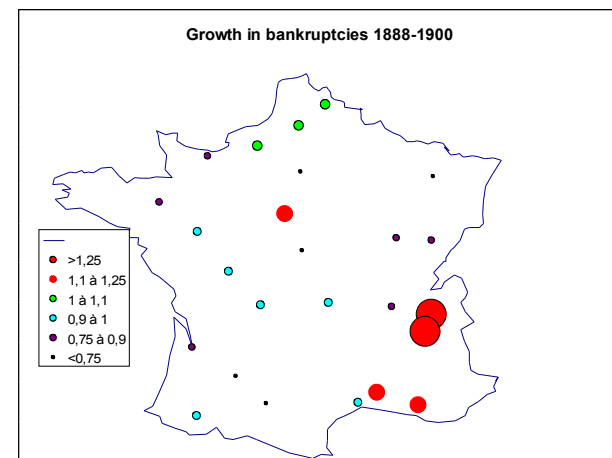 Growth in bankruptcies 1888-1900
>1,25
1,1 à 1,25
1 à 1,1
0,9 à 1
0,75 à 0,9
<0,75